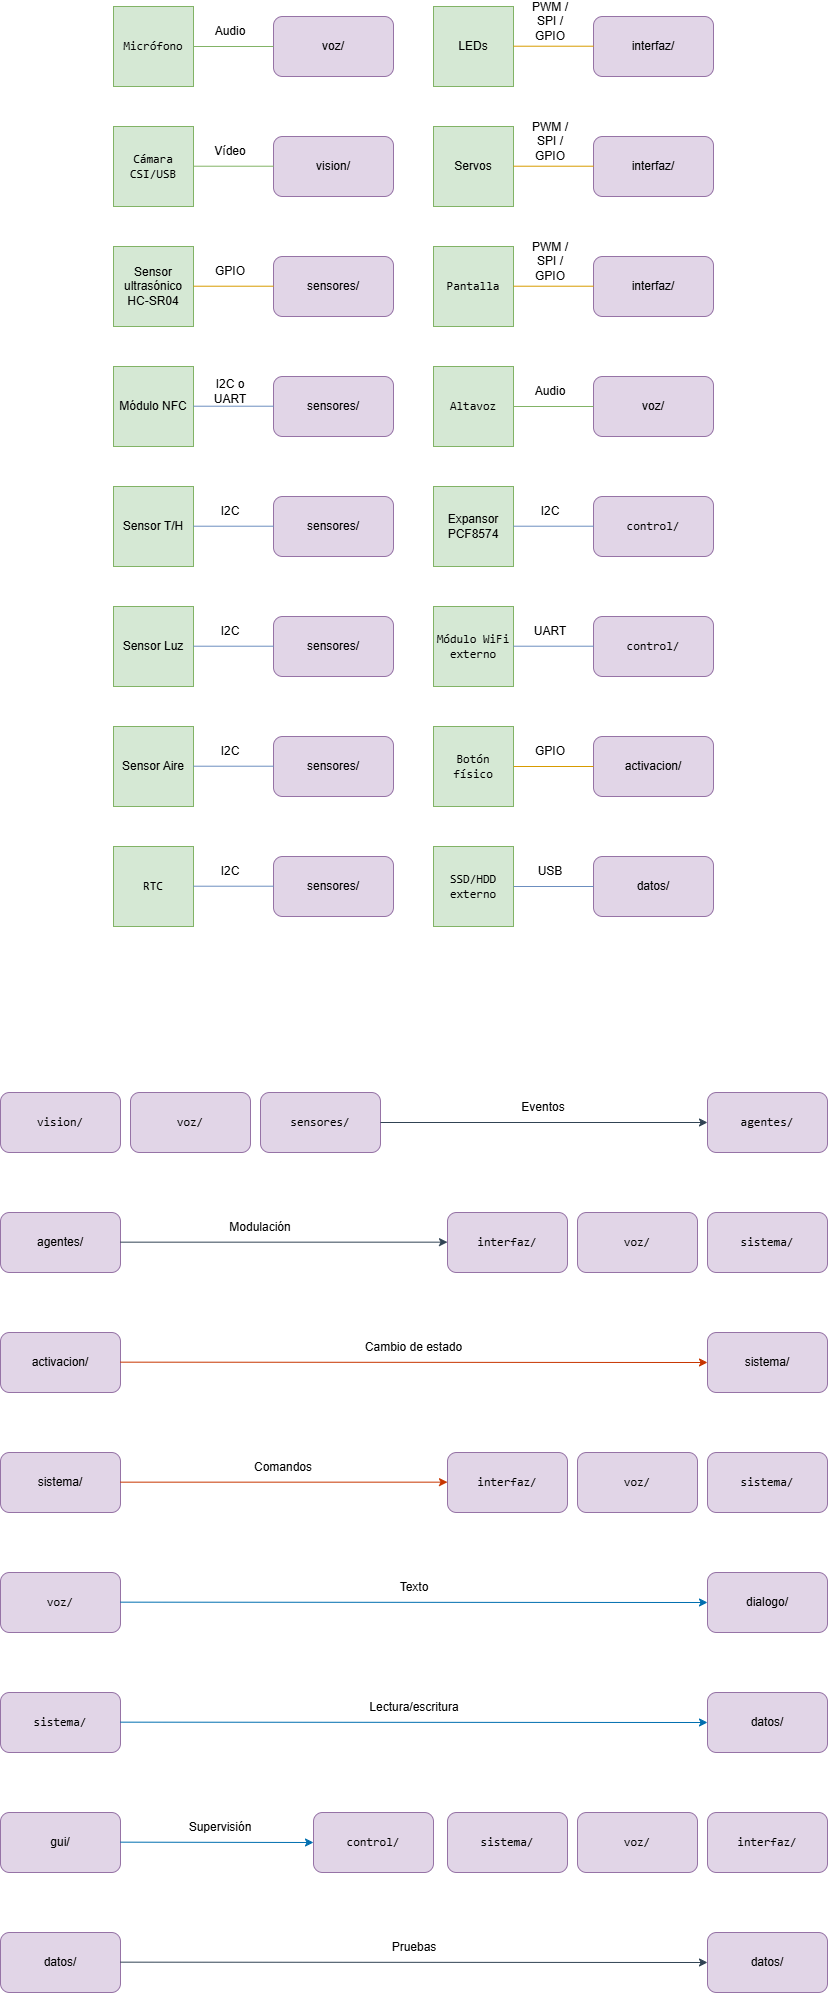 Micrófono
Audio
voz/
LEDs
PWM /
SPI /
GPIO
interfaz/
Cámara
CSI/USB
Vídeo
vision/
Servos
PWM /
SPI /
GPIO
interfaz/
Sensor
ultrasónico
HC-SR04
GPIO
sensores/
Pantalla
PWM /
SPI /
GPIO
interfaz/
Módulo NFC
I2C o
UART
sensores/
Altavoz
Audio
voz/
Sensor T/H
I2C
sensores/
Expansor
PCF8574
I2C
control/
Sensor Luz
I2C
sensores/
Módulo WiFi
externo
UART
control/
Sensor Aire
I2C
sensores/
Botón
físico
GPIO
activacion/
RTC
I2C
sensores/
SSD/HDD
externo
USB
datos/
vision/
voz/
sensores/
Eventos
agentes/
agentes/
Modulación
interfaz/
voz/
sistema/
activacion/
Cambio de estado
sistema/
sistema/
Comandos
interfaz/
voz/
sistema/
voz/
Texto
dialogo/
sistema/
Lectura/escritura
datos/
gui/
Supervisión
control/
sistema/
voz/
interfaz/
datos/
Pruebas
datos/